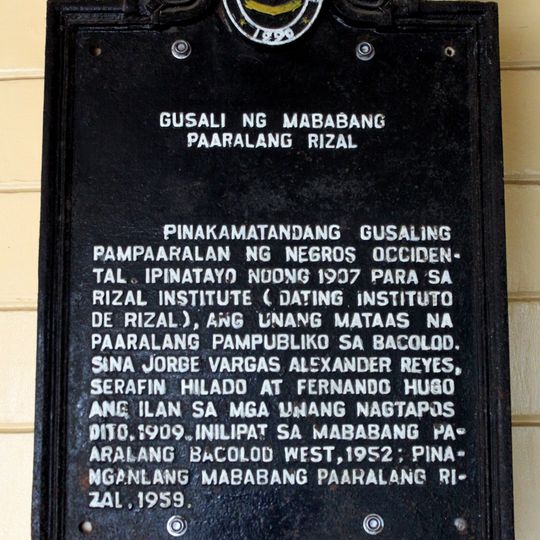 GUSALI NG MABABANG
PAARALANG RIZAL
PINAKAMATANDANG GUSALING
PAMPAARALAN NG NEGROS OCCIDEN-
TAL. IPINATAYO NUONG 1907 PARA SA
RIZAL INSTITUTE (DATING INSTITUTO
DE RIZAL), ANG UNANG MATAAS NA
PAARALANG PAMPUBLIKO SA BACOLOD.
SINA JORGE VARGAS ALEXANDER REYES,
SERAFIN HILADO AT FERNANDO HUGO
ANG ILAN SA MGA UNANG NAGTAPOS
DITO, 1909. INILIPAT SA MABABANG PA-
ARALANG BACOLOD WEST, 1952; PINA-
NGANLANG MABABANG PAARALANG RI-
ZAL, 1959.